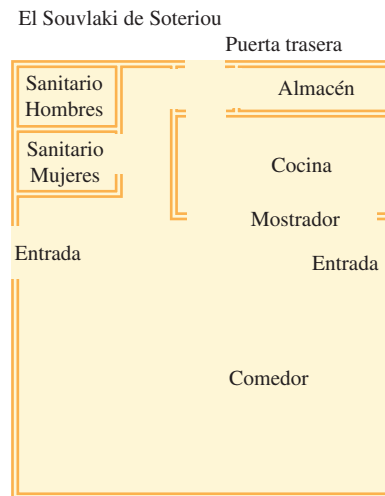 El Souvlaki de Soteriou
Puerta trasera
Sanitario
Hombres
Almacén
Sanitario
Mujeres
Cocina
Mostrador
Entrada
Entrada
Comedor